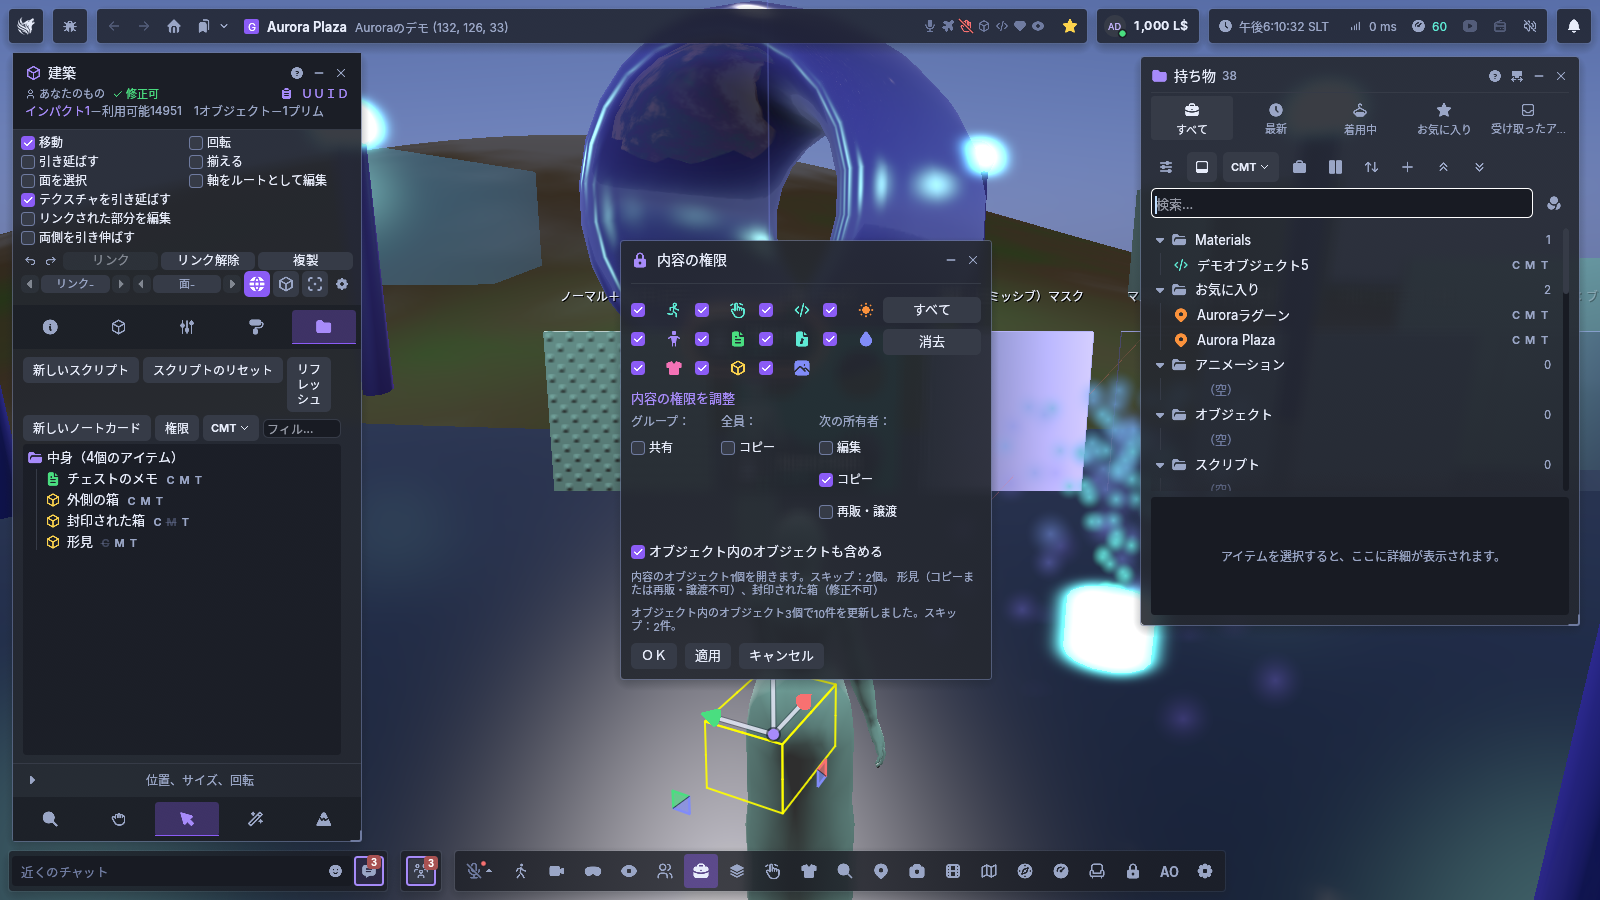 Aurora Plaza Auroraのデモ (132, 126, 33)
AD 1,000 L$
午後6:10:32 SLT 0 ms 60
建築
あなたのもの 修正可 UUID
インパクト1—利用可能14951 1オブジェクト—1プリム
移動 回転
引き延ばす 揃える
面を選択 軸をルートとして編集
テクスチャを引き延ばす
リンクされた部分を編集
両側を引き伸ばす
リンク リンク解除 複製
リンク- 面-
新しいスクリプト スクリプトのリセット リフレッシュ
新しいノートカード 権限 CMT フィル...
中身（4個のアイテム）
チェストのメモ C M T
外側の箱 C M T
封印された箱 C M T
形見 C M T
位置、サイズ、回転
近くのチャット
3
3
AO
ノーマル＋
ミッシブ）マスク
内容の権限
すべて
消去
内容の権限を調整
グループ： 全員： 次の所有者：
共有 コピー 編集
コピー
再販・譲渡
オブジェクト内のオブジェクトも含める
内容のオブジェクト1個を開きます。スキップ：2個。 形見（コピーま
たは再販・譲渡不可）、封印された箱（修正不可）
オブジェクト内のオブジェクト3個で10件を更新しました。スキッ
プ：2件。
ＯＫ 適用 キャンセル
持ち物 38
すべて 最新 着用中 お気に入り 受け取ったア...
CMT
検索...
Materials 1
デモオブジェクト5 C M T
お気に入り 2
Auroraラグーン C M T
Aurora Plaza C M T
アニメーション 0
（空）
オブジェクト 0
（空）
スクリプト 0
（空）
アイテムを選択すると、ここに詳細が表示されます。